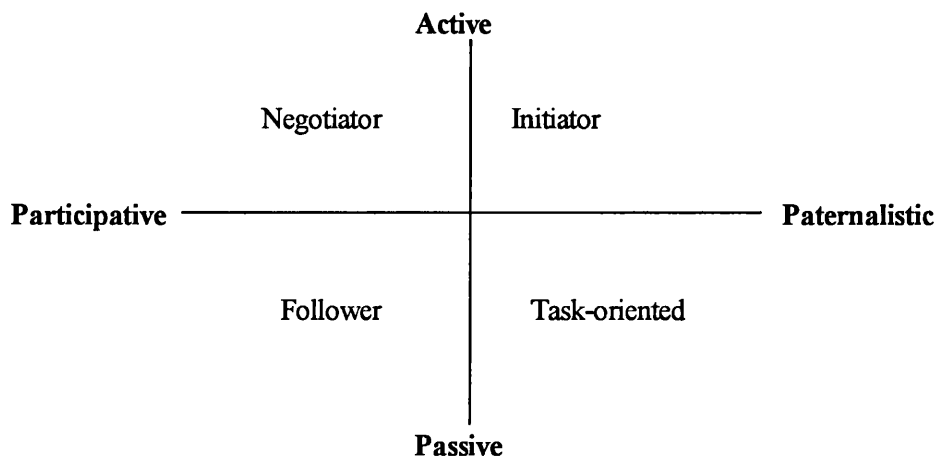 Active
Negotiator Initiator
Participative Paternalistic
Follower Task-oriented
Passive